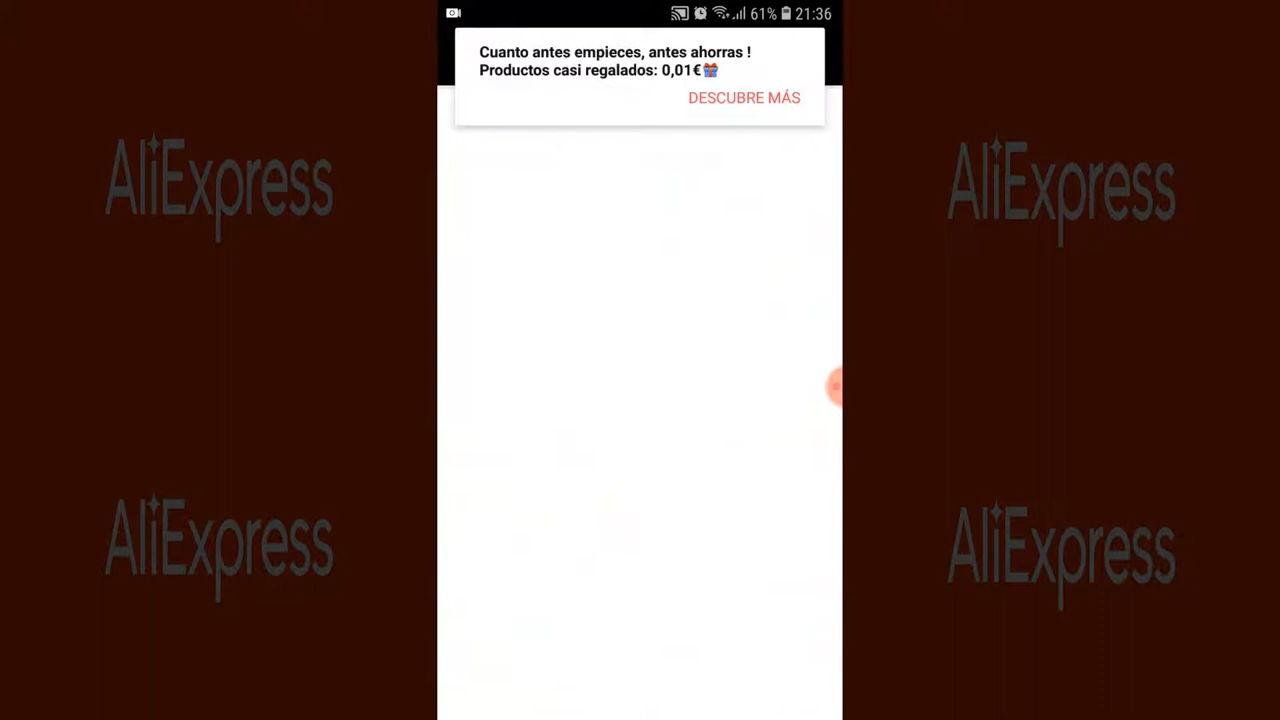 61% 21:36
Cuanto antes empieces, antes ahorras !
Productos casi regalados: 0,01€🎁
DESCUBRE MÁS
AliExpress
AliExpress
AliExpress
AliExpress